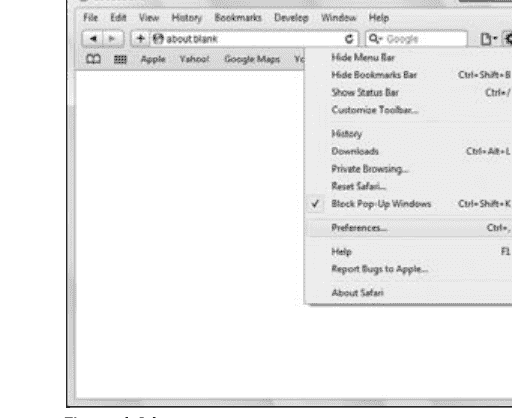 File Edit View History Bookmarks Develop Window Help
about:blank
Google
Apple Yahoo! Google Maps
Hide Menu Bar
Hide Bookmarks Bar Ctrl+Shift+B
Show Status Bar Ctrl+/
Customize Toolbar...
History
Downloads Ctrl+Alt+L
Private Browsing...
Reset Safari...
✓ Block Pop-Up Windows Ctrl+Shift+K
Preferences... Ctrl+,
Help F1
Report Bugs to Apple...
About Safari